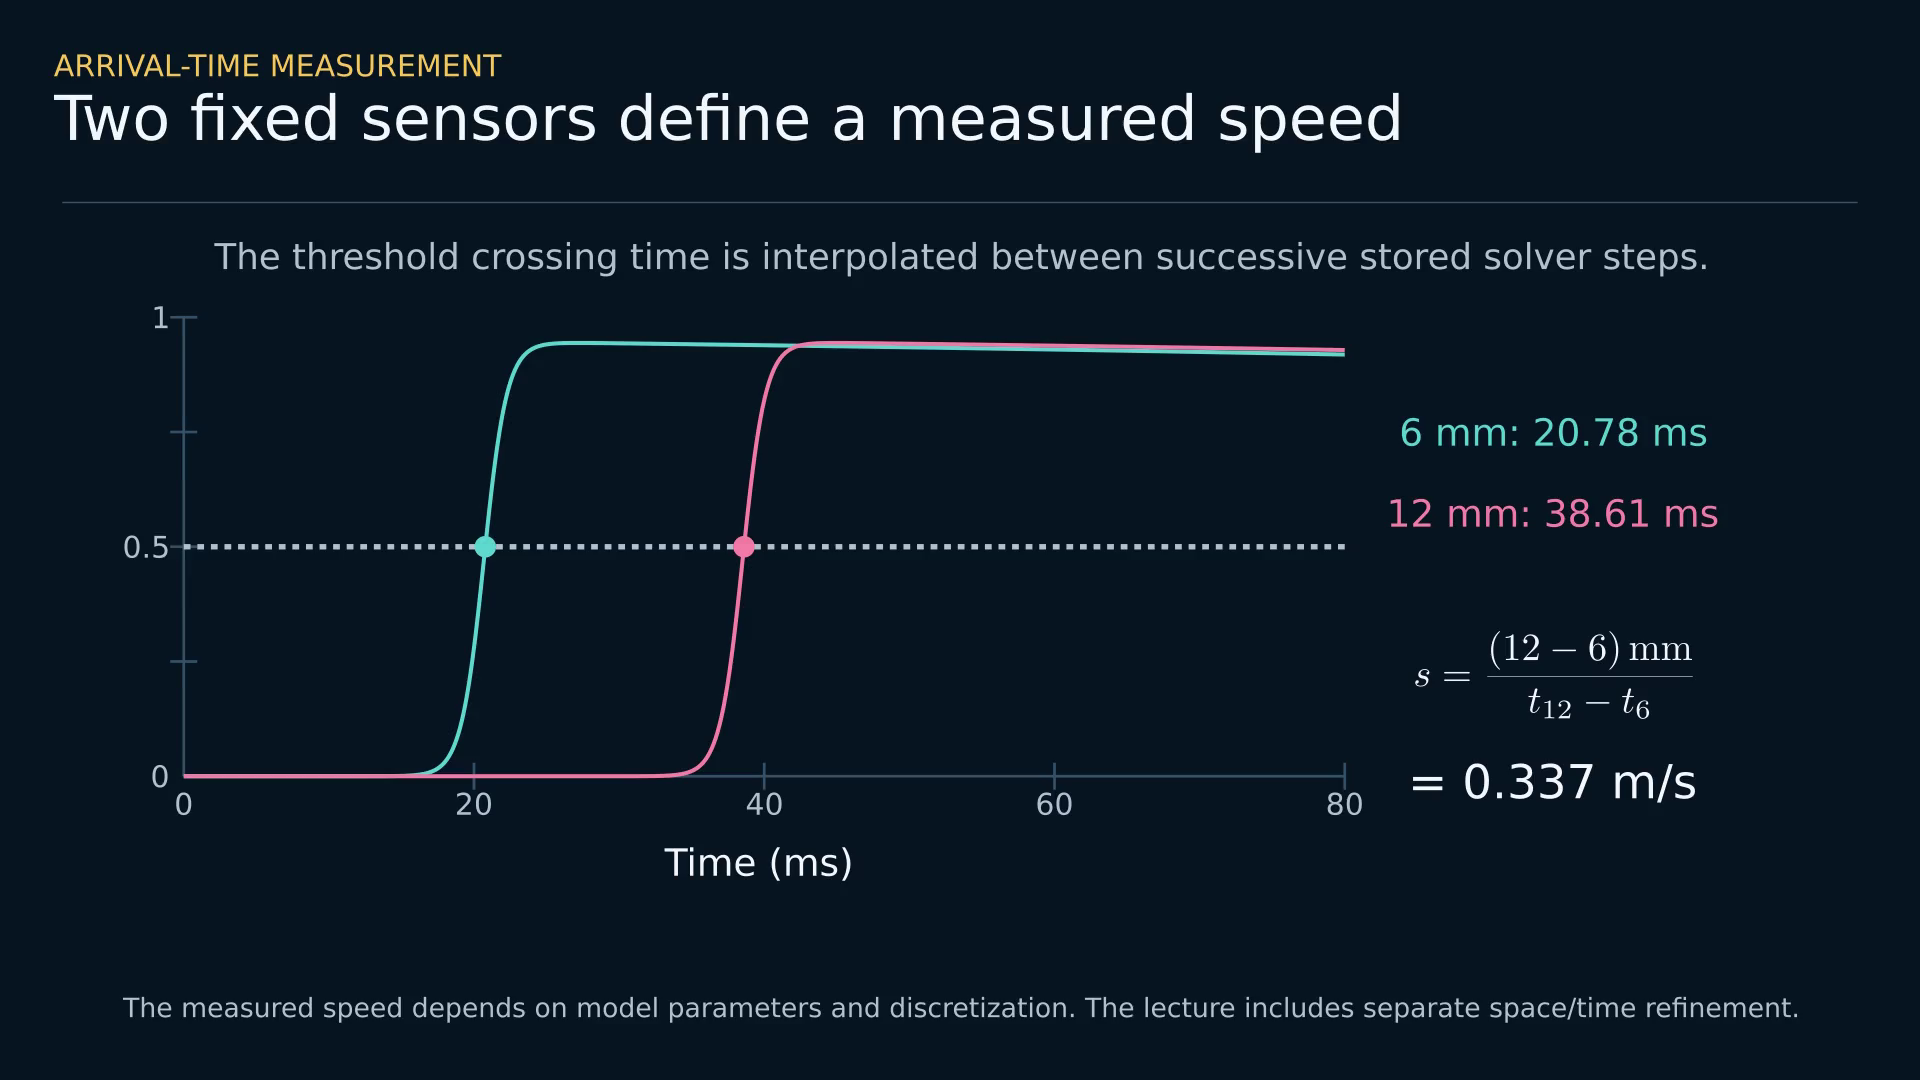 ARRIVAL-TIME MEASUREMENT
Two fixed sensors define a measured speed
The threshold crossing time is interpolated between successive stored solver steps.
1
0.5
0
0 20 40 60 80
Time (ms)
6 mm: 20.78 ms
12 mm: 38.61 ms
s = (12 − 6) mm / t₁₂ − t₆
= 0.337 m/s
The measured speed depends on model parameters and discretization. The lecture includes separate space/time refinement.